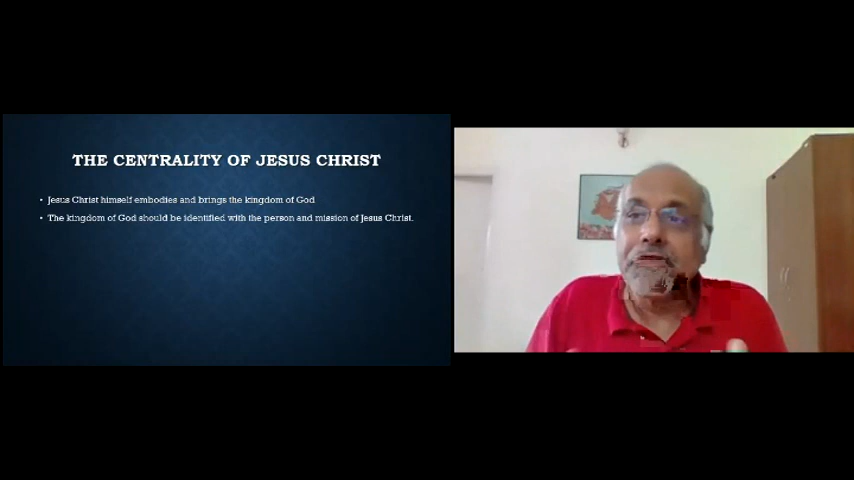 THE CENTRALITY OF JESUS CHRIST
• Jesus Christ himself embodies and brings the kingdom of God
• The kingdom of God should be identified with the person and mission of Jesus Christ.